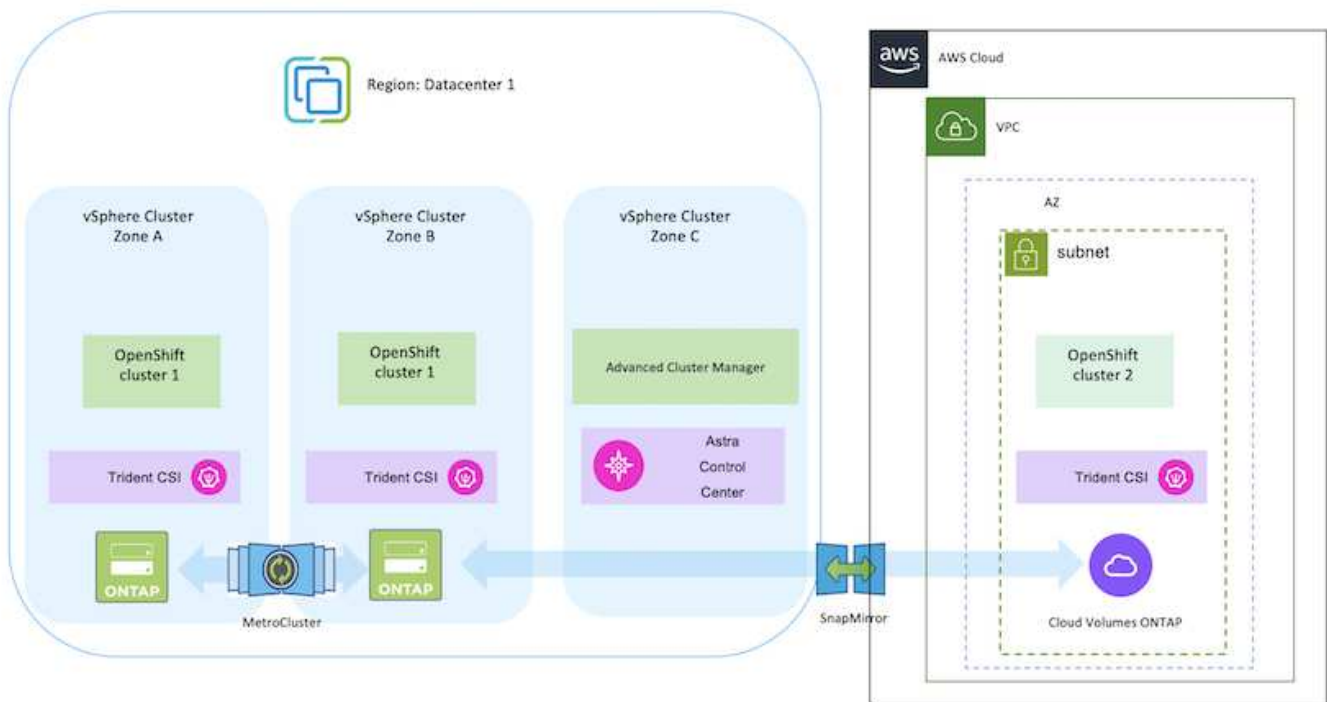 Region: Datacenter 1
vSphere Cluster
Zone A
vSphere Cluster
Zone B
vSphere Cluster
Zone C
OpenShift
cluster 1
OpenShift
cluster 1
Advanced Cluster Manager
Trident CSI
Trident CSI
Astra
Control
Center
ONTAP
ONTAP
MetroCluster
SnapMirror
aws
AWS Cloud
VPC
AZ
subnet
OpenShift
cluster 2
Trident CSI
Cloud Volumes ONTAP